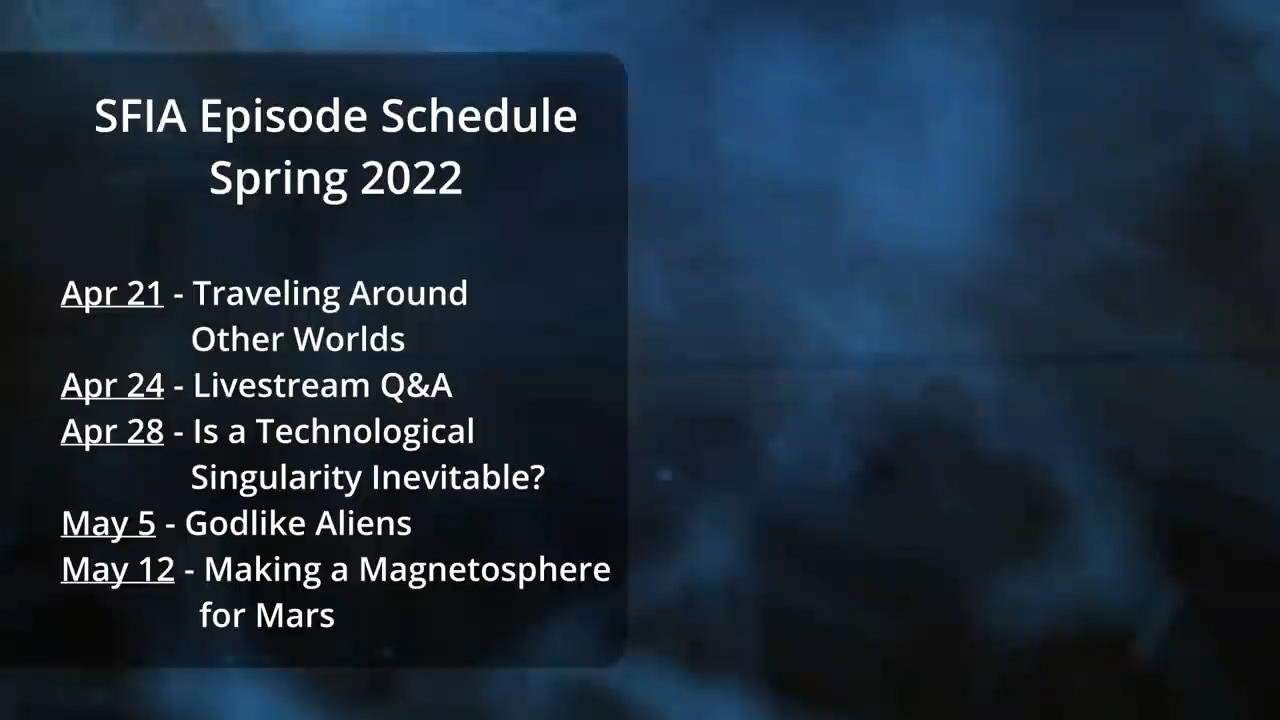 SFIA Episode Schedule
Spring 2022
Apr 21 - Traveling Around
Other Worlds
Apr 24 - Livestream Q&A
Apr 28 - Is a Technological
Singularity Inevitable?
May 5 - Godlike Aliens
May 12 - Making a Magnetosphere
for Mars